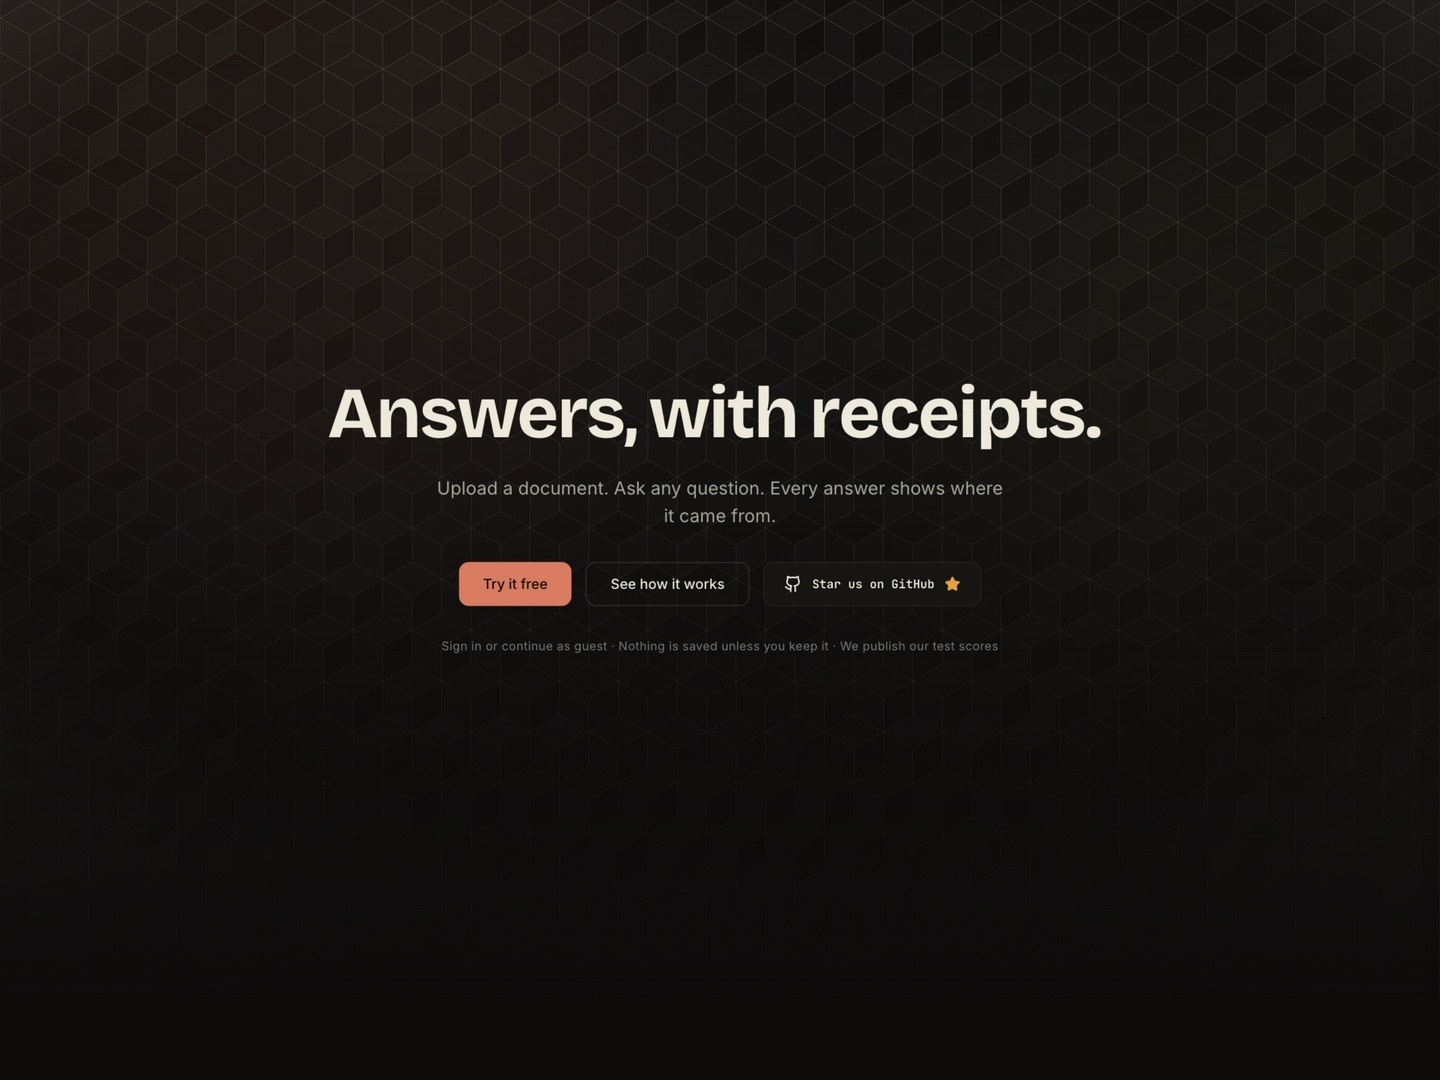 Answers, with receipts.
Upload a document. Ask any question. Every answer shows where
it came from.
Try it free
See how it works
Star us on GitHub
Sign in or continue as guest · Nothing is saved unless you keep it · We publish our test scores